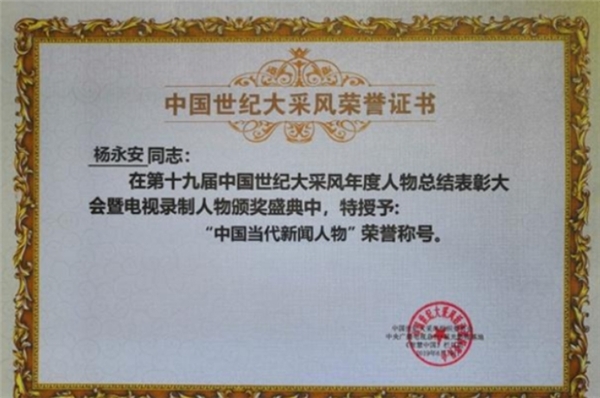 中国世纪大采风荣誉证书
杨永安同志：
在第十九届中国世纪大采风年度人物总结表彰大
会暨电视录制人物颁奖盛典中，特授予：
“中国当代新闻人物”荣誉称号。